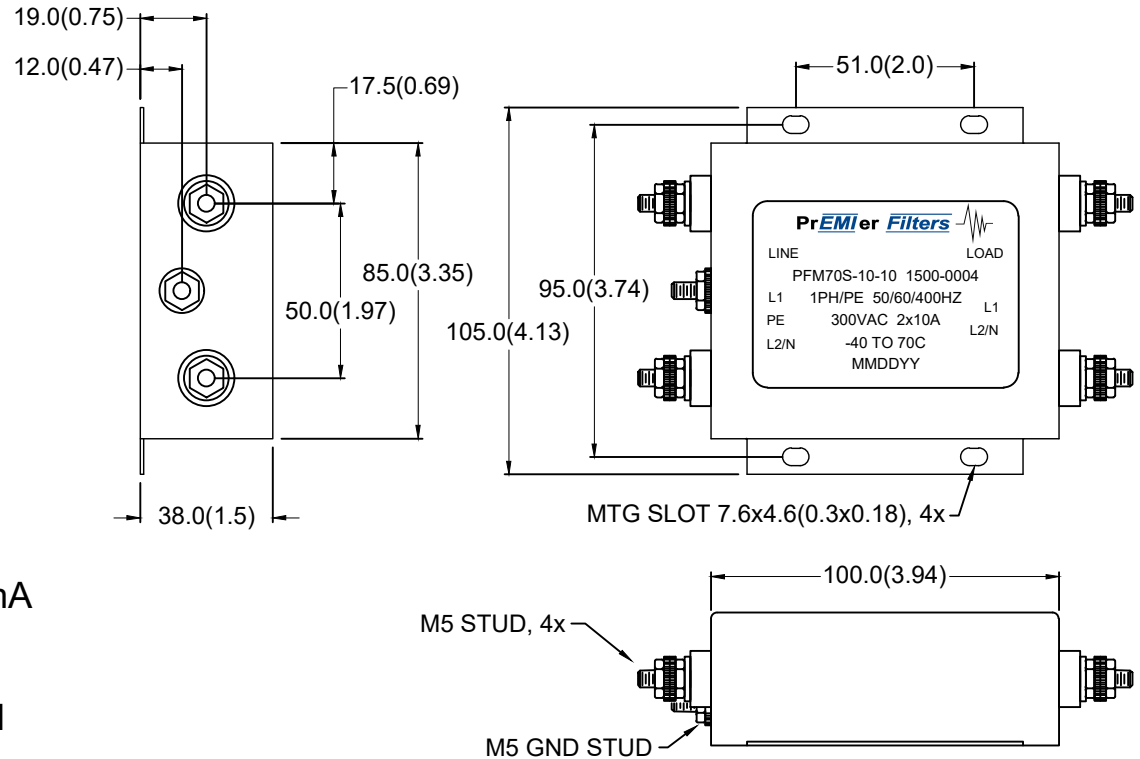 19.0(0.75)
12.0(0.47)
17.5(0.69)
85.0(3.35)
50.0(1.97)
38.0(1.5)
51.0(2.0)
95.0(3.74)
105.0(4.13)
PrEMIer Filters
LINE LOAD
PFM70S-10-10 1500-0004
L1 1PH/PE 50/60/400HZ L1
PE 300VAC 2x10A L2/N
L2/N -40 TO 70C
MMDDYY
MTG SLOT 7.6x4.6(0.3x0.18), 4x
100.0(3.94)
M5 STUD, 4x
M5 GND STUD